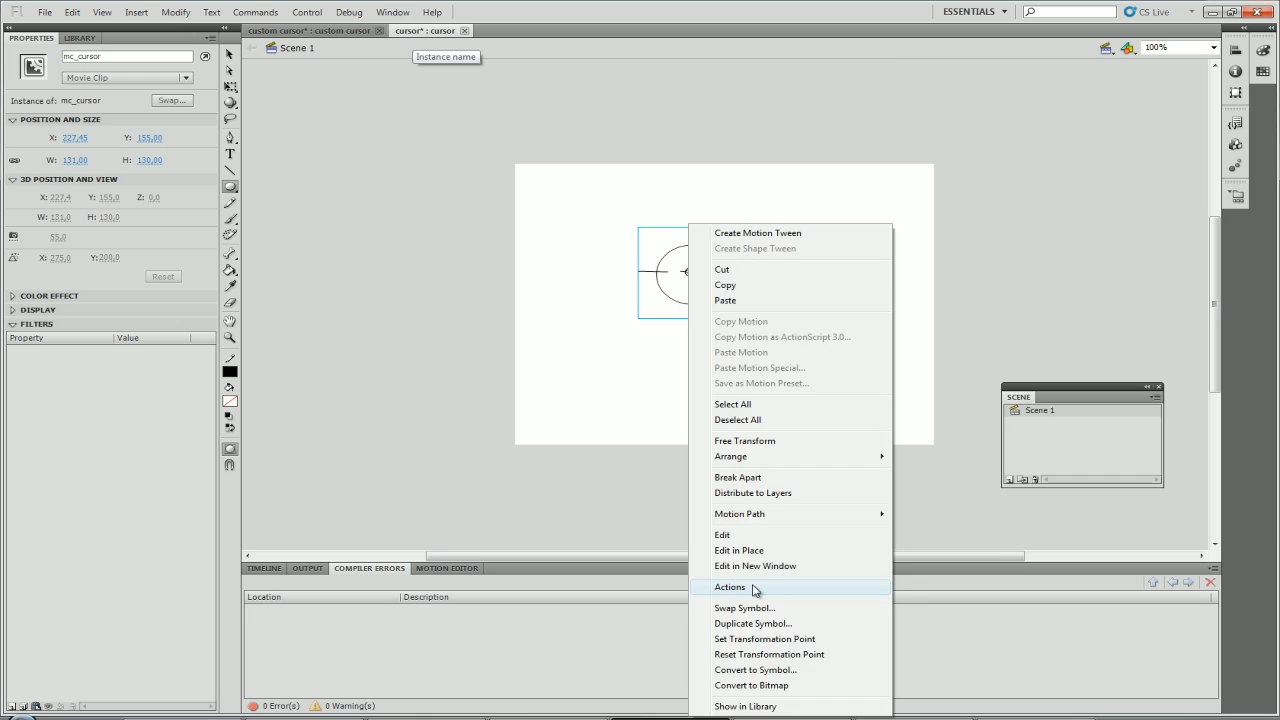 Fl File Edit View Insert Modify Text Commands Control Debug Window Help ESSENTIALS CS Live
PROPERTIES LIBRARY
custom cursor* : custom cursor cursor* : cursor
mc_cursor
Scene 1
Instance name
100%
Movie Clip
Instance of: mc_cursor Swap...
POSITION AND SIZE
X: 227,45 Y: 155,00
W: 131,00 H: 130,00
3D POSITION AND VIEW
X: 227,4 Y: 155,0 Z: 0,0
W: 131,0 H: 130,0
55,0
X: 275,0 Y: 200,0
Reset
COLOR EFFECT
DISPLAY
FILTERS
Property Value
T
Create Motion Tween
Create Shape Tween
Cut
Copy
Paste
Copy Motion
Copy Motion as ActionScript 3.0...
Paste Motion
Paste Motion Special...
Save as Motion Preset...
Select All
Deselect All
Free Transform
Arrange
Break Apart
Distribute to Layers
Motion Path
Edit
Edit in Place
Edit in New Window
Actions
Swap Symbol...
Duplicate Symbol...
Set Transformation Point
Reset Transformation Point
Convert to Symbol...
Convert to Bitmap
Show in Library
SCENE
Scene 1
TIMELINE OUTPUT COMPILER ERRORS MOTION EDITOR
Location Description
0 Error(s) 0 Warning(s)